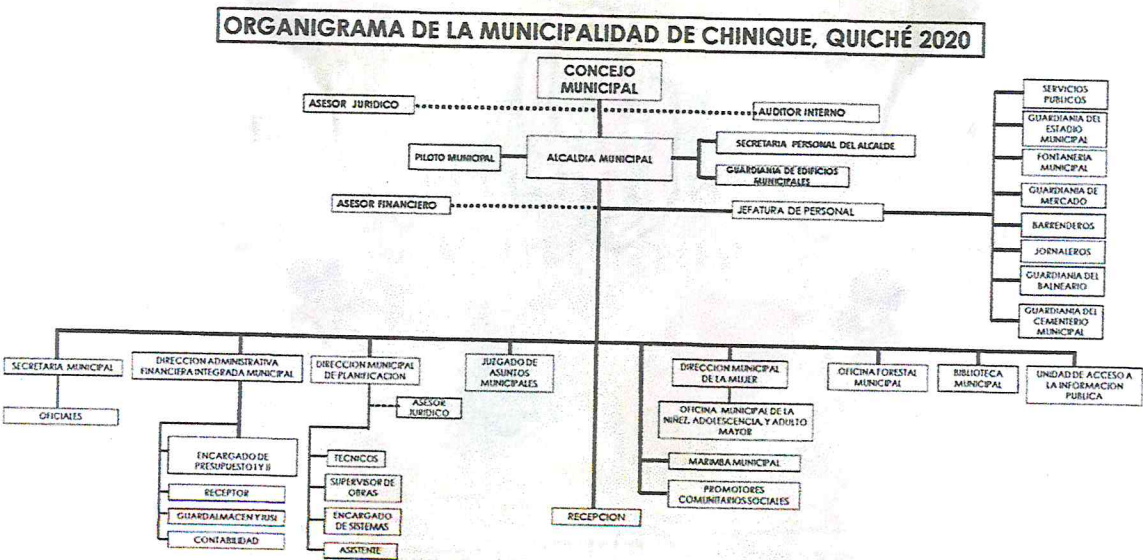 ORGANIGRAMA DE LA MUNICIPALIDAD DE CHINIQUE, QUICHÉ 2020
CONCEJO
MUNICIPAL
ASESOR JURIDICO
AUDITOR INTERNO
PILOTO MUNICIPAL
ALCALDIA MUNICIPAL
SECRETARIA PERSONAL DEL ALCALDE
GUARDIANIA DE EDIFICIOS
MUNICIPALES
ASESOR FINANCIERO
JEFATURA DE PERSONAL
SERVICIOS
PUBLICOS
GUARDIANIA DEL
ESTADIO
MUNICIPAL
FONTANERIA
MUNICIPAL
GUARDIANIA DE
MERCADO
BARRENDEROS
JORNALEROS
GUARDIANIA DEL
BALNEARIO
GUARDIANIA DEL
CEMENTERIO
MUNICIPAL
SECRETARIA MUNICIPAL
OFICIALES
DIRECCION ADMINISTRATIVA
FINANCIERA INTEGRADA MUNICIPAL
ENCARGADO DE
PRESUPUESTO I Y II
RECEPTOR
GUARDALMACEN Y IUSI
CONTABILIDAD
DIRECCION MUNICIPAL
DE PLANIFICACION
ASESOR
JURIDICO
TECNICOS
SUPERVISOR DE
OBRAS
ENCARGADO
DE SISTEMAS
ASISTENTE
JUZGADO DE
ASUNTOS
MUNICIPALES
RECEPCION
DIRECCION MUNICIPAL
DE LA MUJER
OFICINA MUNICIPAL DE LA
NIÑEZ, ADOLESCENCIA, Y ADULTO
MAYOR
MARIMBA MUNICIPAL
PROMOTORES
COMUNITARIOS SOCIALES
OFICINA FORESTAL
MUNICIPAL
BIBLIOTECA
MUNICIPAL
UNIDAD DE ACCESO A
LA INFORMACION
PUBLICA